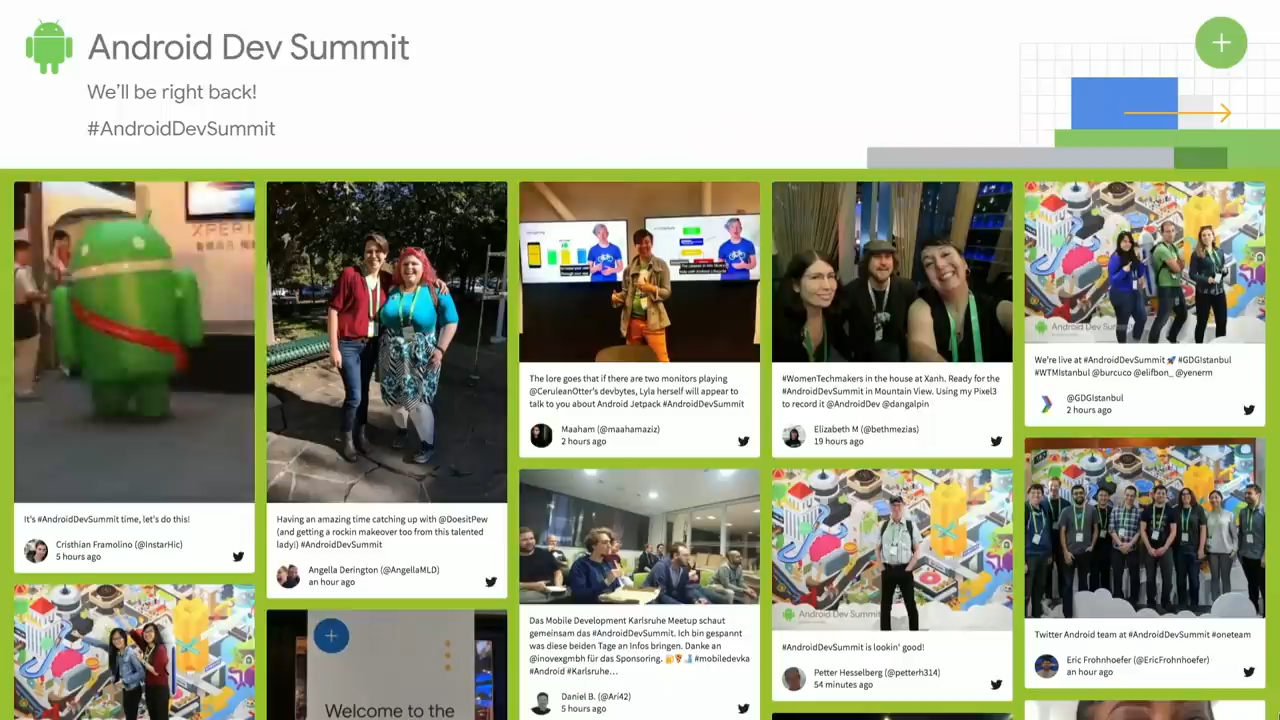 Android Dev Summit
We'll be right back!
#AndroidDevSummit
XPERI
It's #AndroidDevSummit time, let's do this!
Cristhian Framolino (@InstarHic)
5 hours ago
Having an amazing time catching up with @DoesitPew
(and getting a rockin makeover too from this talented
lady!) #AndroidDevSummit
Angella Derington (@AngellaMLD)
an hour ago
Welcome to the
The lore goes that if there are two monitors playing
@CeruleanOtter's devbytes, Lyla herself will appear to
talk to you about Android Jetpack #AndroidDevSummit
Maaham (@maahamaziz)
2 hours ago
Das Mobile Development Karlsruhe Meetup schaut
gemeinsam das #AndroidDevSummit. Ich bin gespannt
was diese beiden Tage an Infos bringen. Danke an
@inovexgmbh für das Sponsoring. 🍺🍕🍾 #mobiledevka
#Android #Karlsruhe…
Daniel B. (@Ari42)
5 hours ago
#WomenTechmakers in the house at Xanh. Ready for the
#AndroidDevSummit in Mountain View. Using my Pixel3
to record it @AndroidDev @dangalpin
Elizabeth M (@bethmezias)
19 hours ago
Android Dev Summit
#AndroidDevSummit is lookin' good!
Petter Hesselberg (@petterh314)
54 minutes ago
Android Dev Sum
We're live at #AndroidDevSummit 🚀 #GDGIstanbul
#WTMIstanbul @burcuco @elifbon_ @yenerm
@GDGIstanbul
2 hours ago
Twitter Android team at #AndroidDevSummit #oneteam
Eric Frohnhoefer (@EricFrohnhoefer)
an hour ago